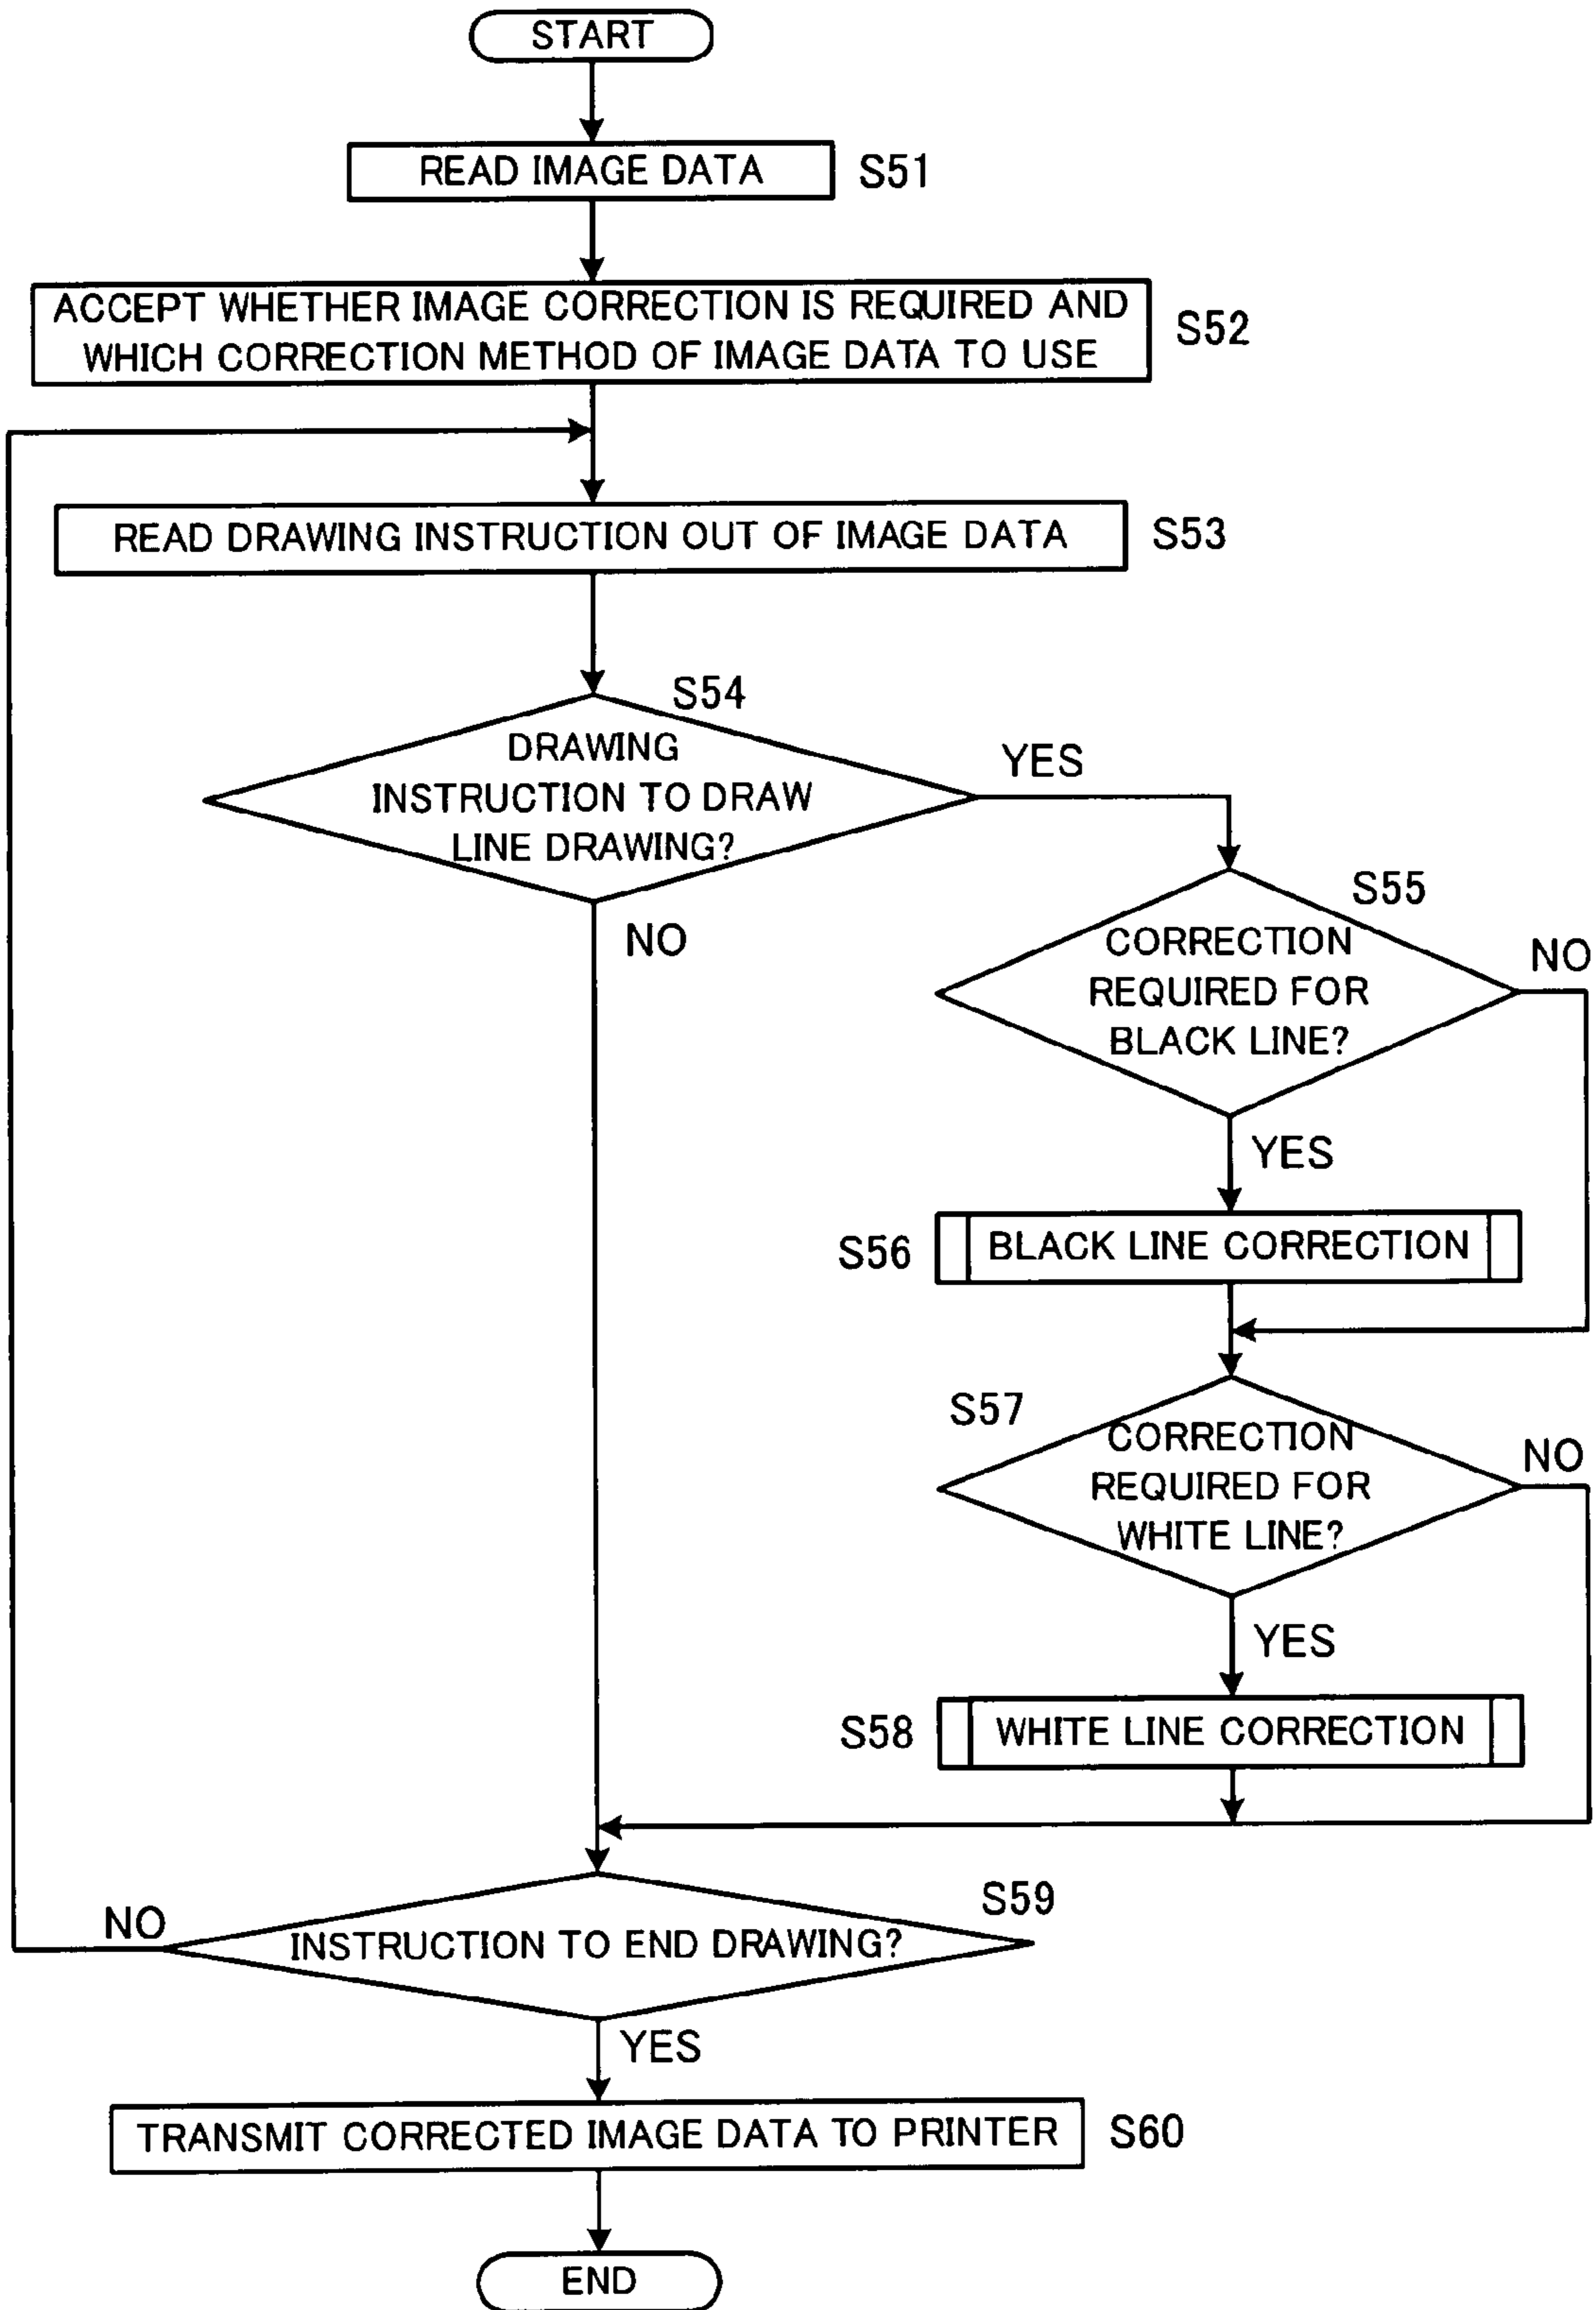 START
READ IMAGE DATA
S51
ACCEPT WHETHER IMAGE CORRECTION IS REQUIRED AND
WHICH CORRECTION METHOD OF IMAGE DATA TO USE
S52
READ DRAWING INSTRUCTION OUT OF IMAGE DATA
S53
S54
DRAWING
INSTRUCTION TO DRAW
LINE DRAWING?
YES
NO
S55
CORRECTION
REQUIRED FOR
BLACK LINE?
NO
YES
S56
BLACK LINE CORRECTION
S57
CORRECTION
REQUIRED FOR
WHITE LINE?
NO
YES
S58
WHITE LINE CORRECTION
S59
INSTRUCTION TO END DRAWING?
NO
YES
TRANSMIT CORRECTED IMAGE DATA TO PRINTER
S60
END